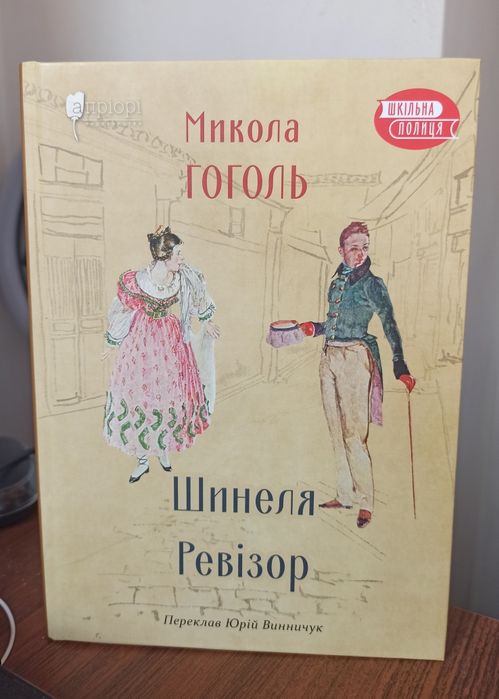 апріорі
ШКІЛЬНА
ПОЛИЦЯ
Микола
ГОГОЛЬ
Шинеля
Ревізор
Переклав Юрій Винничук